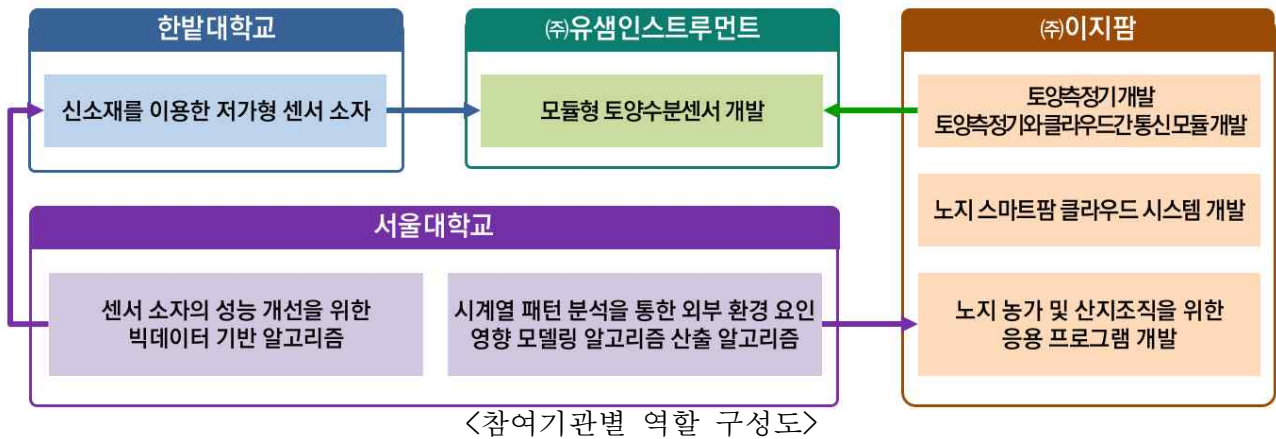 한밭대학교
신소재를 이용한 저가형 센서 소자
㈜유샘인스트루먼트
모듈형 토양수분센서 개발
㈜이지팜
토양측정기 개발
토양측정기와 클라우드간 통신 모듈 개발
노지 스마트팜 클라우드 시스템 개발
노지 농가 및 산지조직을 위한
응용 프로그램 개발
서울대학교
센서 소자의 성능 개선을 위한
빅데이터 기반 알고리즘
시계열 패턴 분석을 통한 외부 환경 요인
영향 모델링 알고리즘 산출 알고리즘
<참여기관별 역할 구성도>